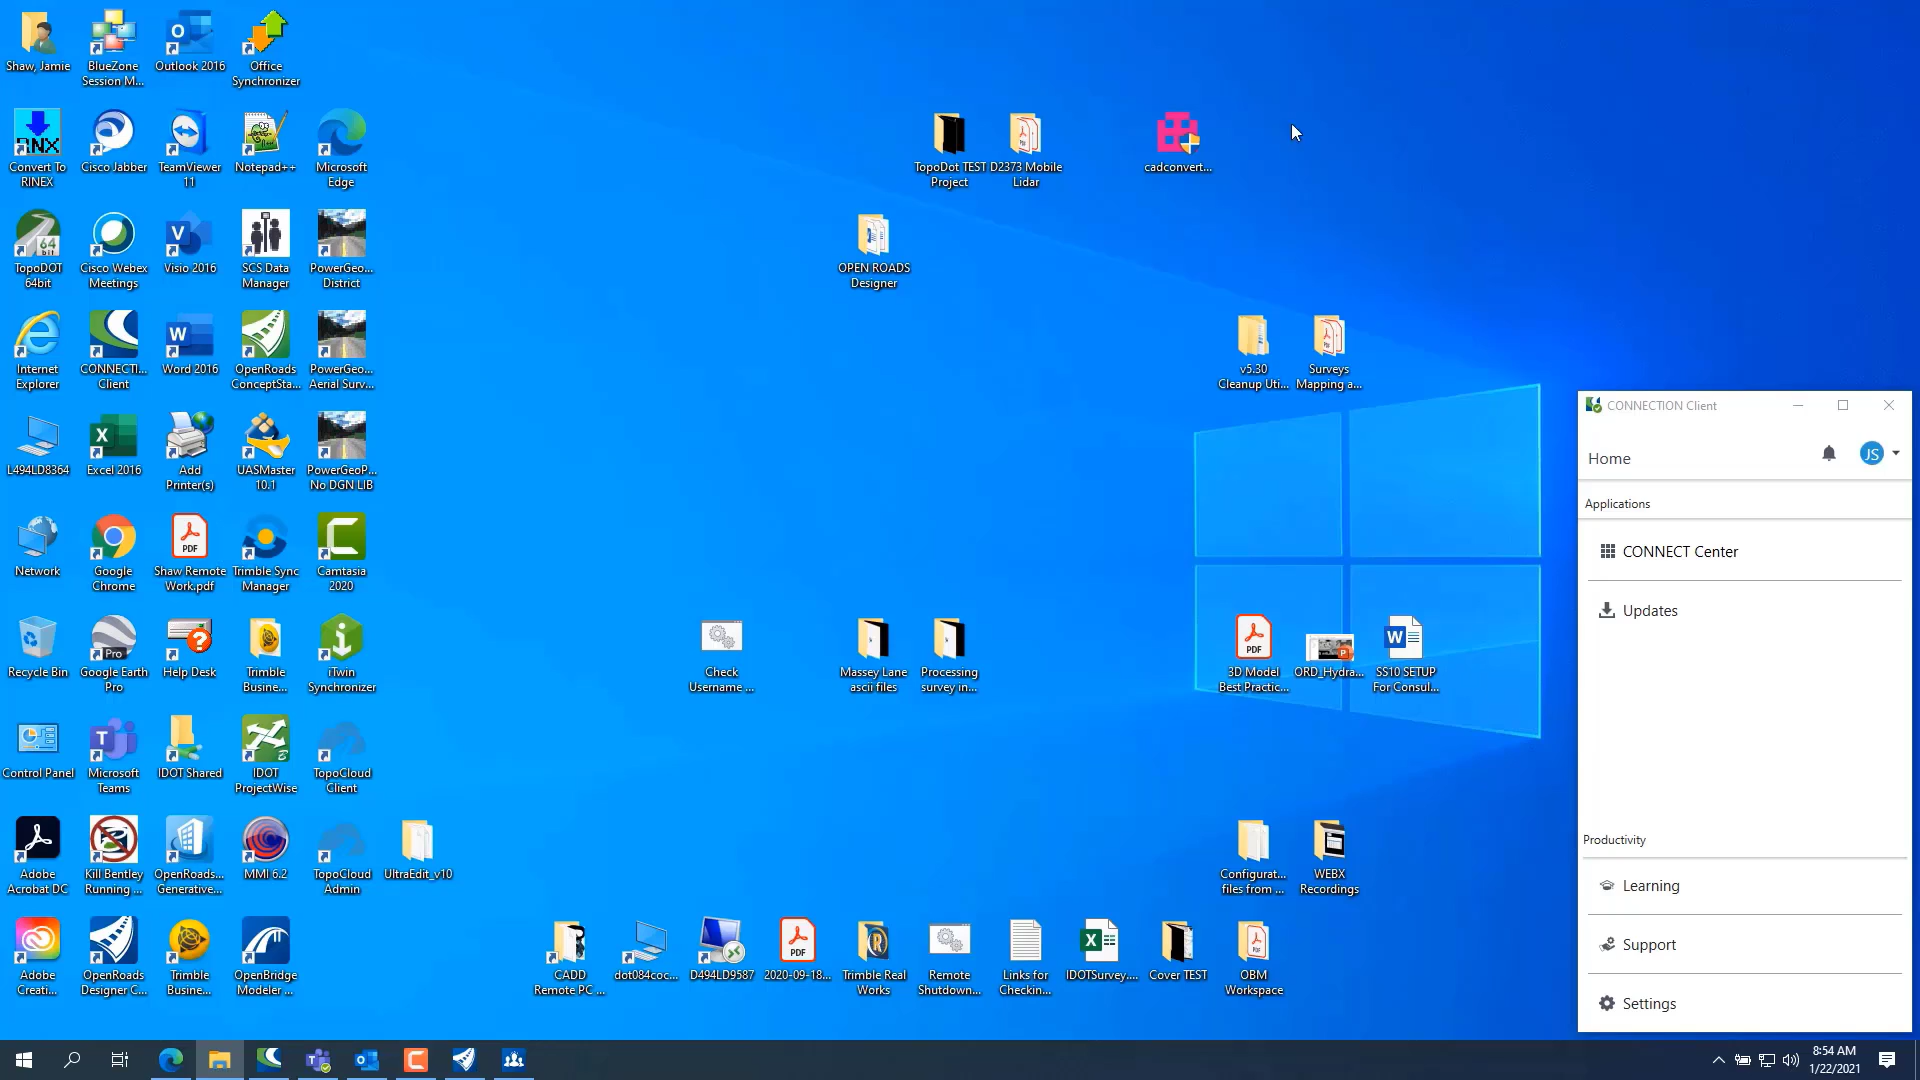 Shaw, Jamie
BlueZone
Session M...
Outlook 2016
Office
Synchronizer
RNX
Convert To
RINEX
Cisco Jabber
TeamViewer
11
Notepad++
Microsoft
Edge
TopoDot TEST
Project
D2373 Mobile
Lidar
cadconvert...
64
bit
TopoDOT
64bit
Cisco Webex
Meetings
Visio 2016
SCS Data
Manager
PowerGeo...
District
OPEN ROADS
Designer
Internet
Explorer
CONNECTI...
Client
Word 2016
OpenRoads
ConceptSta...
PowerGeo...
Aerial Surv...
v5.30
Cleanup Uti...
Surveys
Mapping a...
L494LD8364
Excel 2016
Add
Printer(s)
UASMaster
10.1
PowerGeoP...
No DGN LIB
Network
Google
Chrome
PDF
Shaw Remote
Work.pdf
Trimble Sync
Manager
Camtasia
2020
Recycle Bin
Pro
Google Earth
Pro
Help Desk
Trimble
Busine...
iTwin
Synchronizer
Check
Username ...
Massey Lane
ascii files
Processing
survey in...
PDF
3D Model
Best Practic...
ORD_Hydra...
SS10 SETUP
For Consul...
Control Panel
Microsoft
Teams
IDOT Shared
IDOT
ProjectWise
TopoCloud
Client
Adobe
Acrobat DC
Kill Bentley
Running ...
OpenRoads...
Generative...
MMI 6.2
TopoCloud
Admin
UltraEdit_v10
Configurat...
files from ...
WEBX
Recordings
Adobe
Creati...
OpenRoads
Designer C...
Trimble
Busine...
OpenBridge
Modeler ...
CADD
Remote PC ...
dot084coc...
D494LD9587
PDF
2020-09-18...
Trimble Real
Works
Remote
Shutdown...
Links for
Checkin...
IDOTSurvey....
Cover TEST
OBM
Workspace
CONNECTION Client
Home
JS
Applications
CONNECT Center
Updates
Productivity
Learning
Support
Settings
8:54 AM
1/22/2021